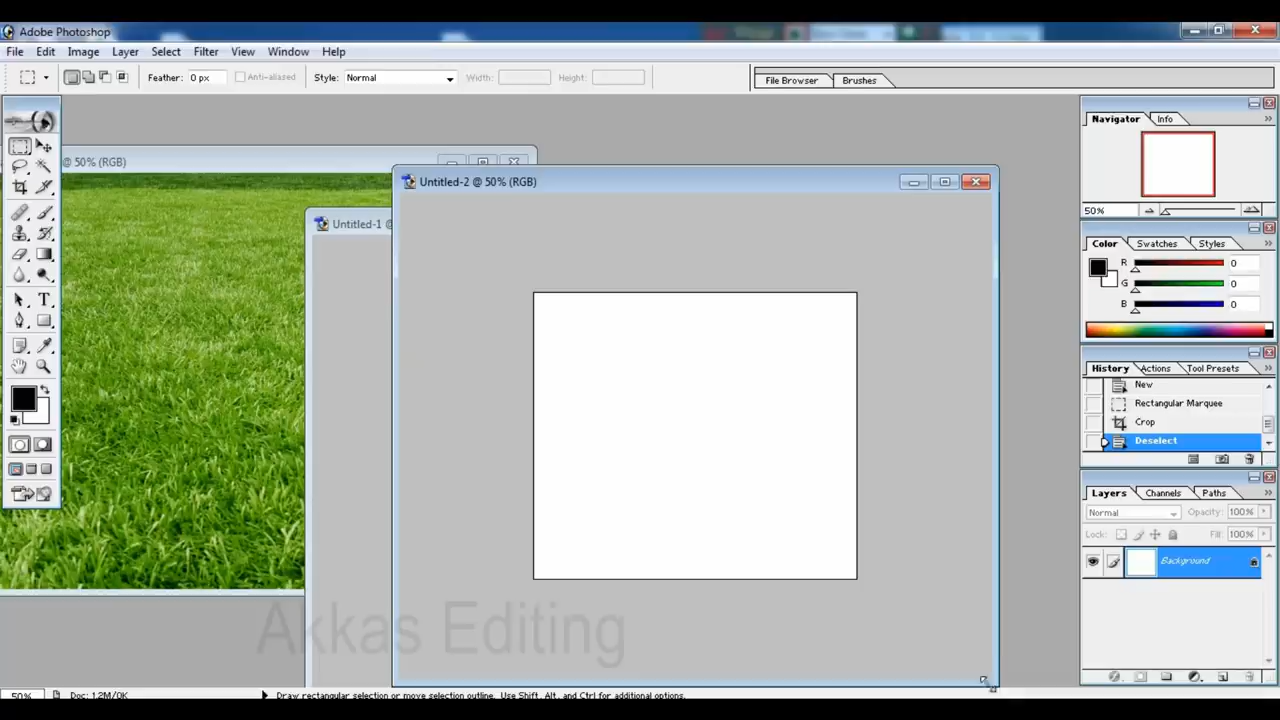 Adobe Photoshop
File Edit Image Layer Select Filter View Window Help
Feather: 0 px Anti-aliased Style: Normal Width: Height: File Browser Brushes
Navigator Info
@ 50% (RGB)
Untitled-2 @ 50% (RGB)
50%
Untitled-1 @
Color Swatches Styles
R 0
G 0
B 0
History Actions Tool Presets
New
Rectangular Marquee
Crop
Deselect
Layers Channels Paths
Normal Opacity: 100%
Lock: Fill: 100%
Background
Akkas Editing
50% Doc: 1.2M/0K Draw rectangular selection or move selection outline. Use Shift, Alt, and Ctrl for additional options.